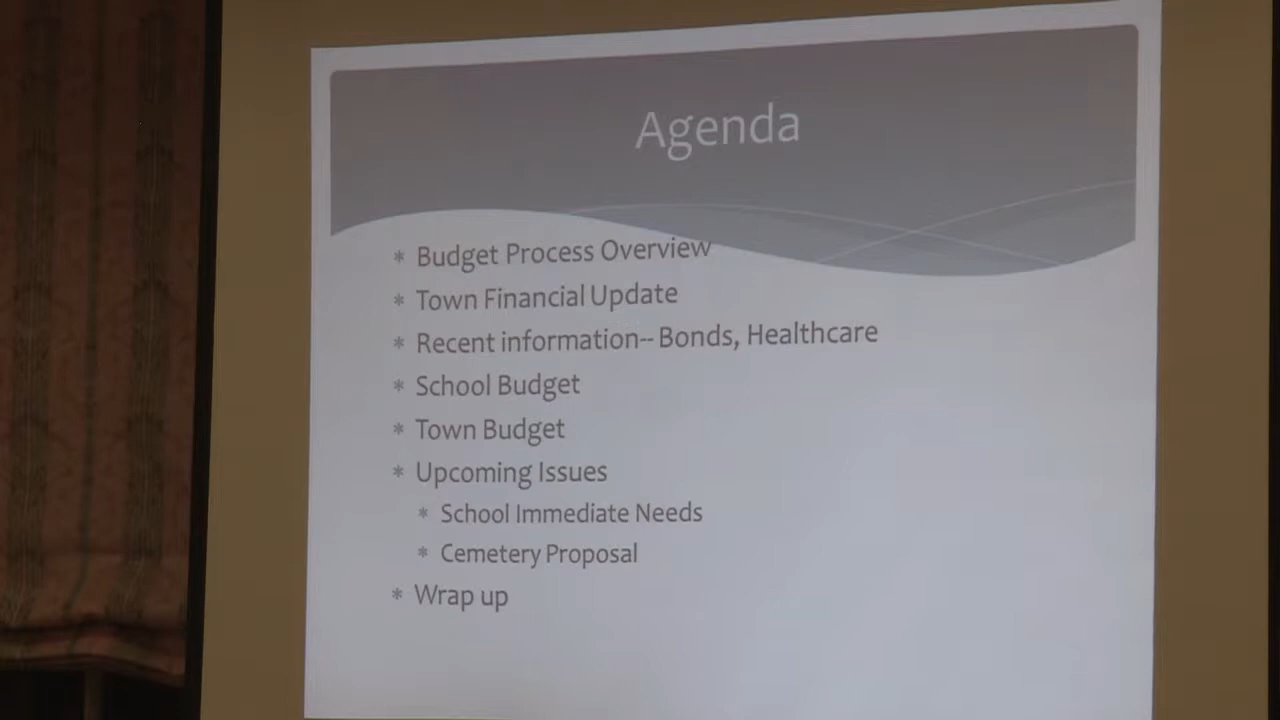 Agenda
* Budget Process Overview
* Town Financial Update
* Recent information-- Bonds, Healthcare
* School Budget
* Town Budget
* Upcoming Issues
* School Immediate Needs
* Cemetery Proposal
* Wrap up